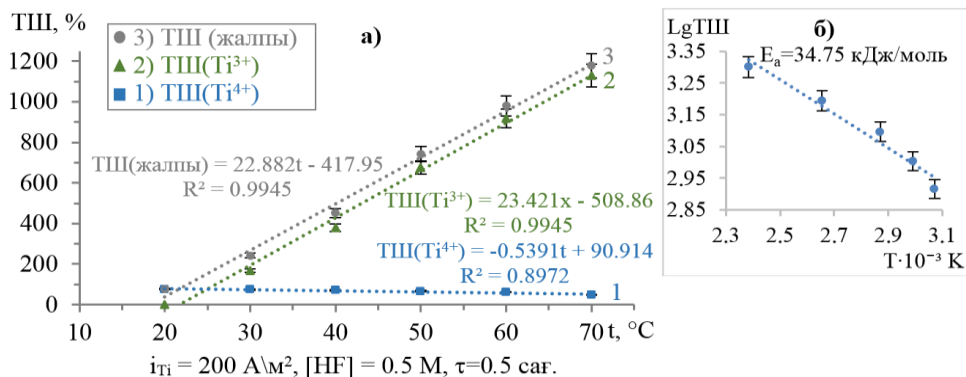 ТШ, %
а)
3) ТШ (жалпы)
2) ТШ(Ti³⁺)
1) ТШ(Ti⁴⁺)
1200
1000
800
600
400
200
0
3
2
1
ТШ(жалпы) = 22.882t - 417.95
R² = 0.9945
ТШ(Ti³⁺) = 23.421x - 508.86
R² = 0.9945
ТШ(Ti⁴⁺) = -0.5391t + 90.914
R² = 0.8972
10 20 30 40 50 60 70 t, °C
i_Ti = 200 А\м², [HF] = 0.5 М, τ=0.5 сағ.
LgТШ
б)
Eₐ=34.75 кДж/моль
3.35
3.25
3.15
3.05
2.95
2.85
2.3 2.5 2.7 2.9 3.1
T·10⁻³ K